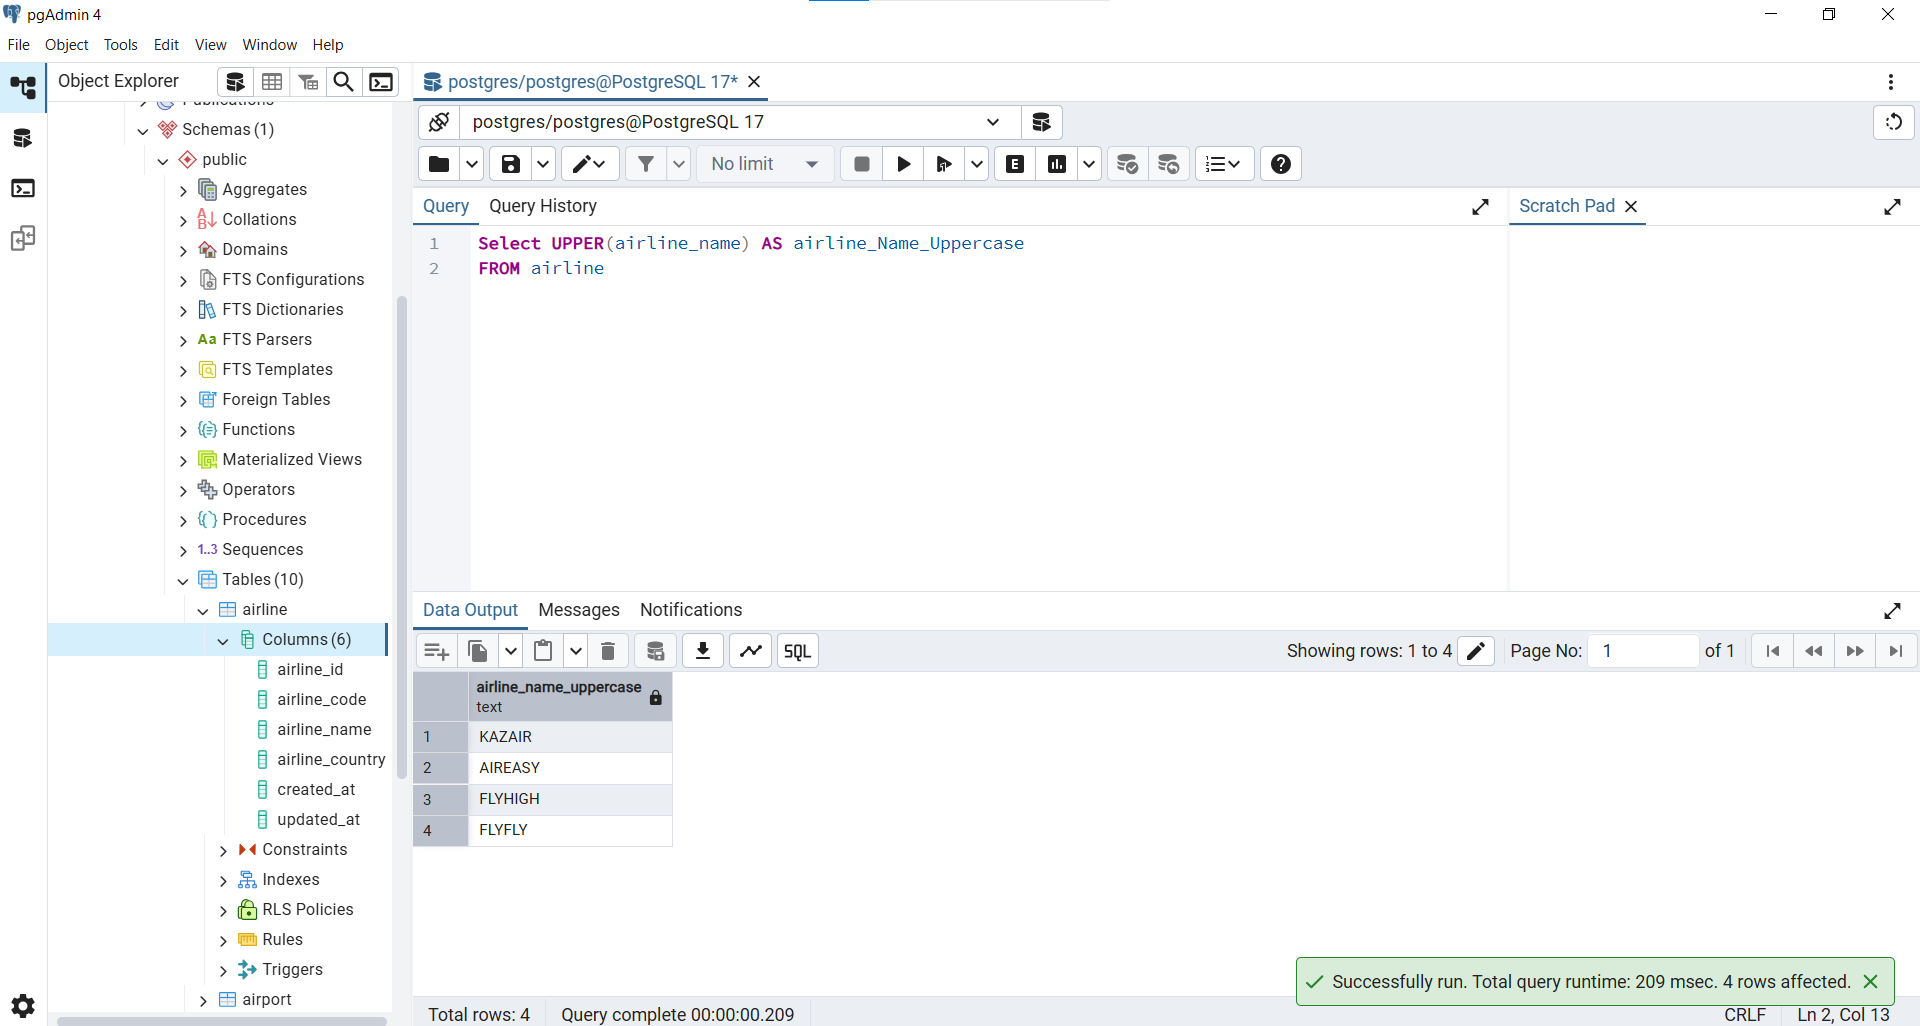 pgAdmin 4
File Object Tools Edit View Window Help
Object Explorer
postgres/postgres@PostgreSQL 17*
Publications
Schemas (1)
public
Aggregates
Collations
Domains
FTS Configurations
FTS Dictionaries
Aa FTS Parsers
FTS Templates
Foreign Tables
Functions
Materialized Views
Operators
Procedures
1..3 Sequences
Tables (10)
airline
Columns (6)
airline_id
airline_code
airline_name
airline_country
created_at
updated_at
Constraints
Indexes
RLS Policies
Rules
Triggers
airport
postgres/postgres@PostgreSQL 17
No limit
E
Query Query History
Scratch Pad
1 Select UPPER(airline_name) AS airline_Name_Uppercase
2 FROM airline
Data Output Messages Notifications
SQL
Showing rows: 1 to 4
Page No: 1 of 1
airline_name_uppercase
text
1 KAZAIR
2 AIREASY
3 FLYHIGH
4 FLYFLY
Successfully run. Total query runtime: 209 msec. 4 rows affected.
Total rows: 4 Query complete 00:00:00.209
CRLF Ln 2, Col 13